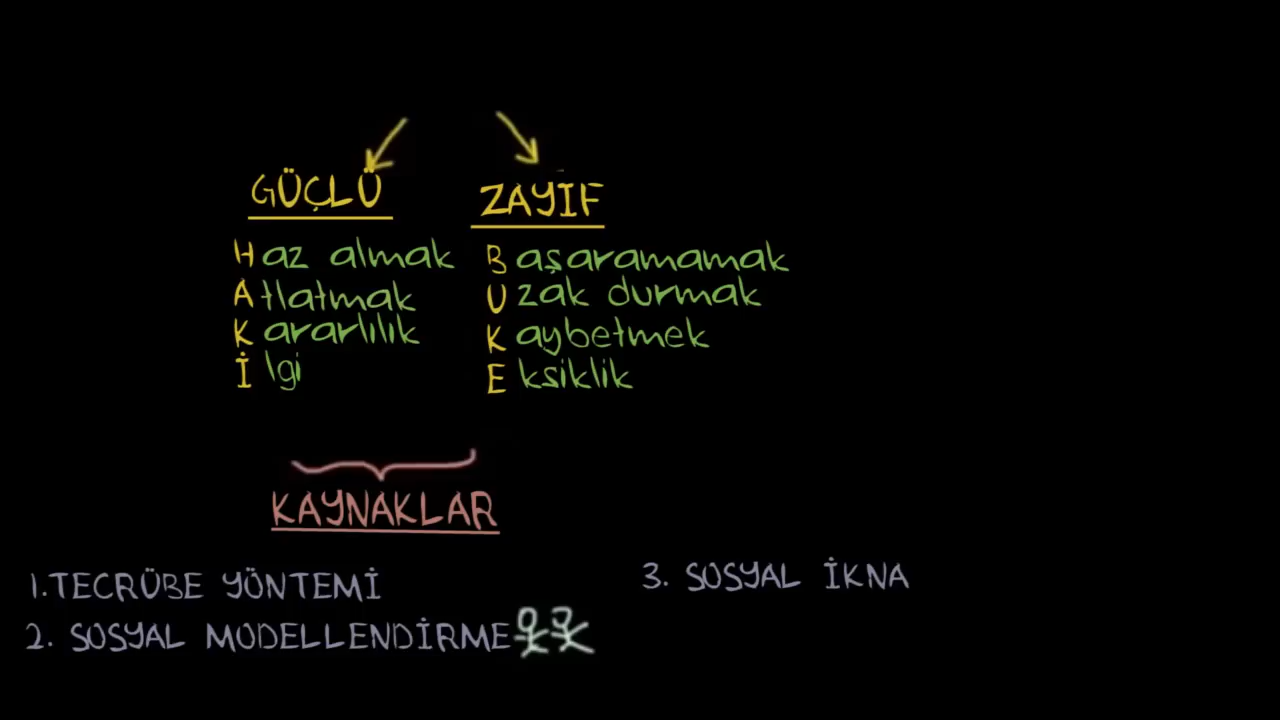 GÜÇLÜ
Haz almak
Atlatmak
Kararlılık
İlgi
ZAYİF
Başaramamak
Uzak durmak
Kaybetmek
Eksiklik
KAYNAKLAR
1.TECRÜBE YÖNTEMİ
2. SOSYAL MODELLENDİRME
3. SOSYAL İKNA